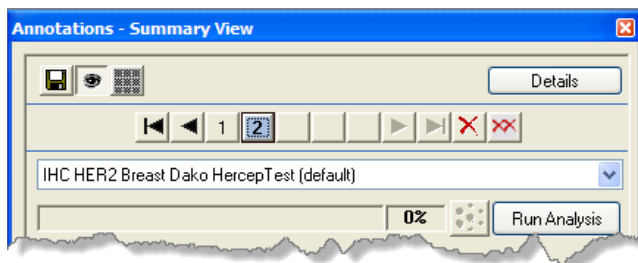 Annotations - Summary View
Details
1 2
IHC HER2 Breast Dako HercepTest (default)
0% Run Analysis